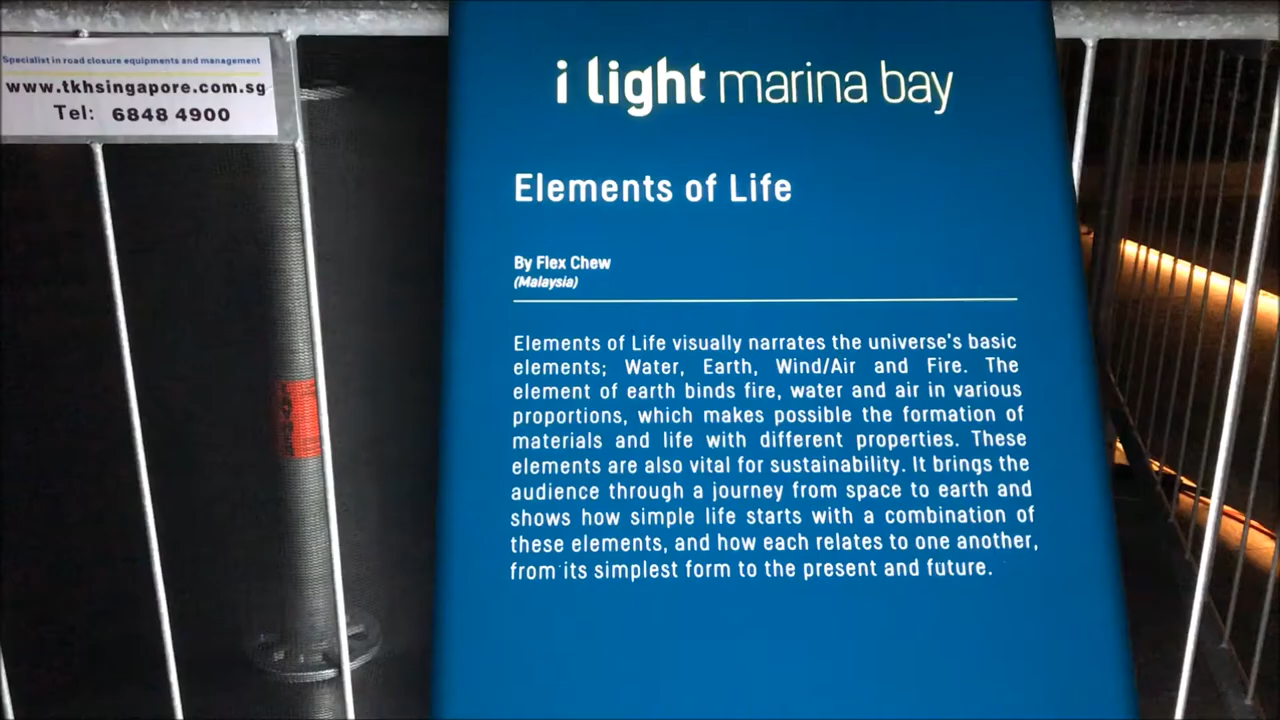 Specialist in road closure equipments and management
www.tkhsingapore.com.sg
Tel: 6848 4900
i light marina bay
Elements of Life
By Flex Chew
(Malaysia)
Elements of Life visually narrates the universe's basic
elements; Water, Earth, Wind/Air and Fire. The
element of earth binds fire, water and air in various
proportions, which makes possible the formation of
materials and life with different properties. These
elements are also vital for sustainability. It brings the
audience through a journey from space to earth and
shows how simple life starts with a combination of
these elements, and how each relates to one another,
from its simplest form to the present and future.